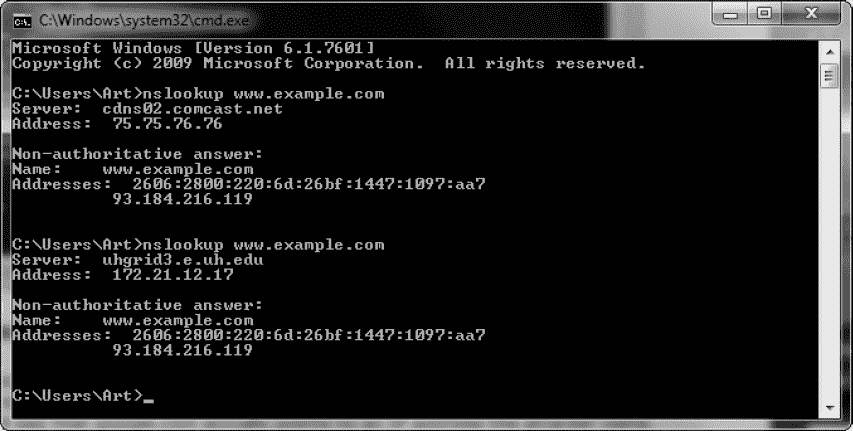 C:\Windows\system32\cmd.exe
Microsoft Windows [Version 6.1.7601]
Copyright (c) 2009 Microsoft Corporation.  All rights reserved.
C:\Users\Art>nslookup www.example.com
Server:  cdns02.comcast.net
Address:  75.75.76.76
Non-authoritative answer:
Name:    www.example.com
Addresses:  2606:2800:220:6d:26bf:1447:1097:aa7
93.184.216.119
C:\Users\Art>nslookup www.example.com
Server:  uhgrid3.e.uh.edu
Address:  172.21.12.17
Non-authoritative answer:
Name:    www.example.com
Addresses:  2606:2800:220:6d:26bf:1447:1097:aa7
93.184.216.119
C:\Users\Art>_